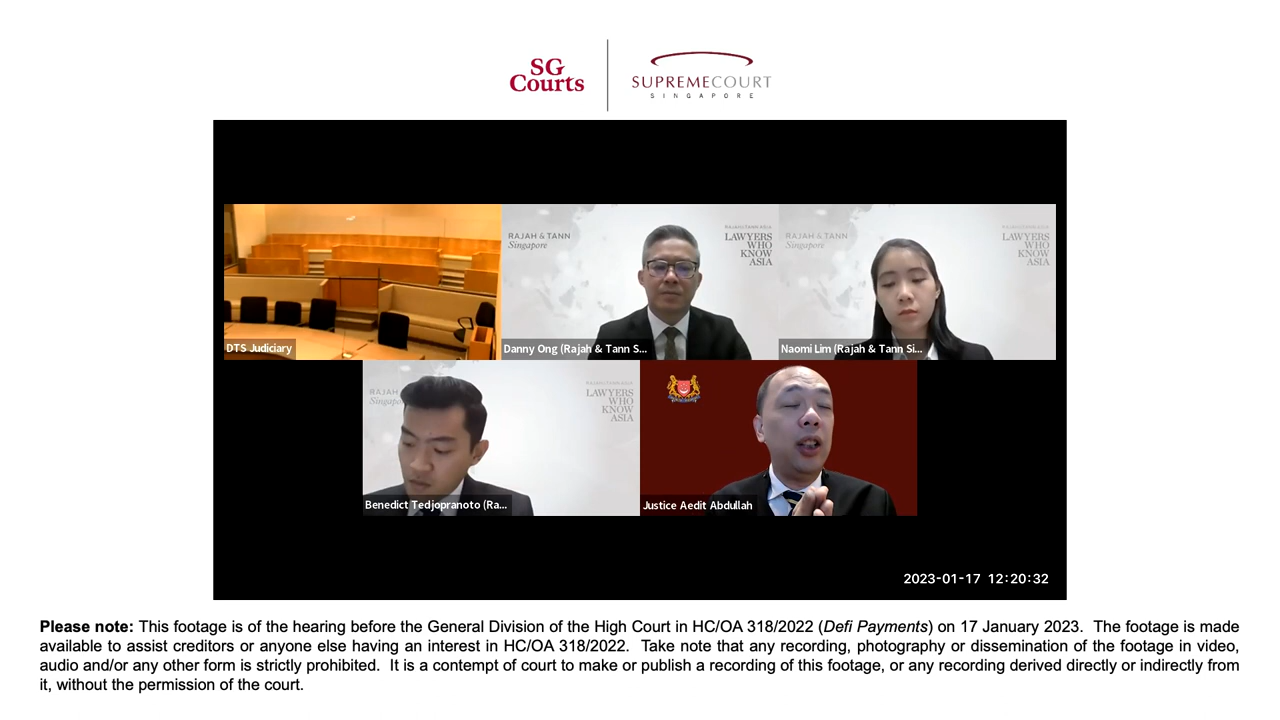 SG
Courts
SUPREMECOURT
SINGAPORE
RAJAH & TANN
Singapore
LAWYERS
WHO
KNOW
ASIA
DTS Judiciary
Danny Ong (Rajah & Tann S...
RAJAH & TANN
Singapore
LAWYERS
WHO
KNOW
ASIA
Naomi Lim (Rajah & Tann Si...
RAJAH
Singapo
LAWYERS
WHO
KNOW
ASIA
Benedict Tedjopranoto (Ra...
Justice Aedit Abdullah
2023-01-17 12:20:32
Please note: This footage is of the hearing before the General Division of the High Court in HC/OA 318/2022 (Defi Payments) on 17 January 2023. The footage is made
available to assist creditors or anyone else having an interest in HC/OA 318/2022. Take note that any recording, photography or dissemination of the footage in video,
audio and/or any other form is strictly prohibited. It is a contempt of court to make or publish a recording of this footage, or any recording derived directly or indirectly from
it, without the permission of the court.